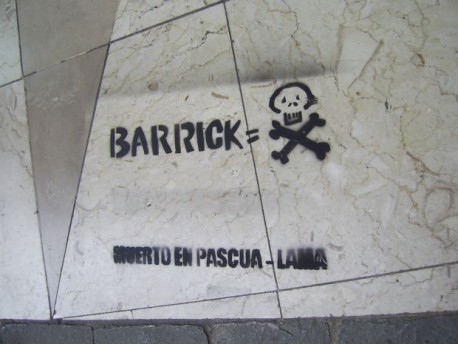 BARRICK =
MUERTO EN PASCUA - LAMA